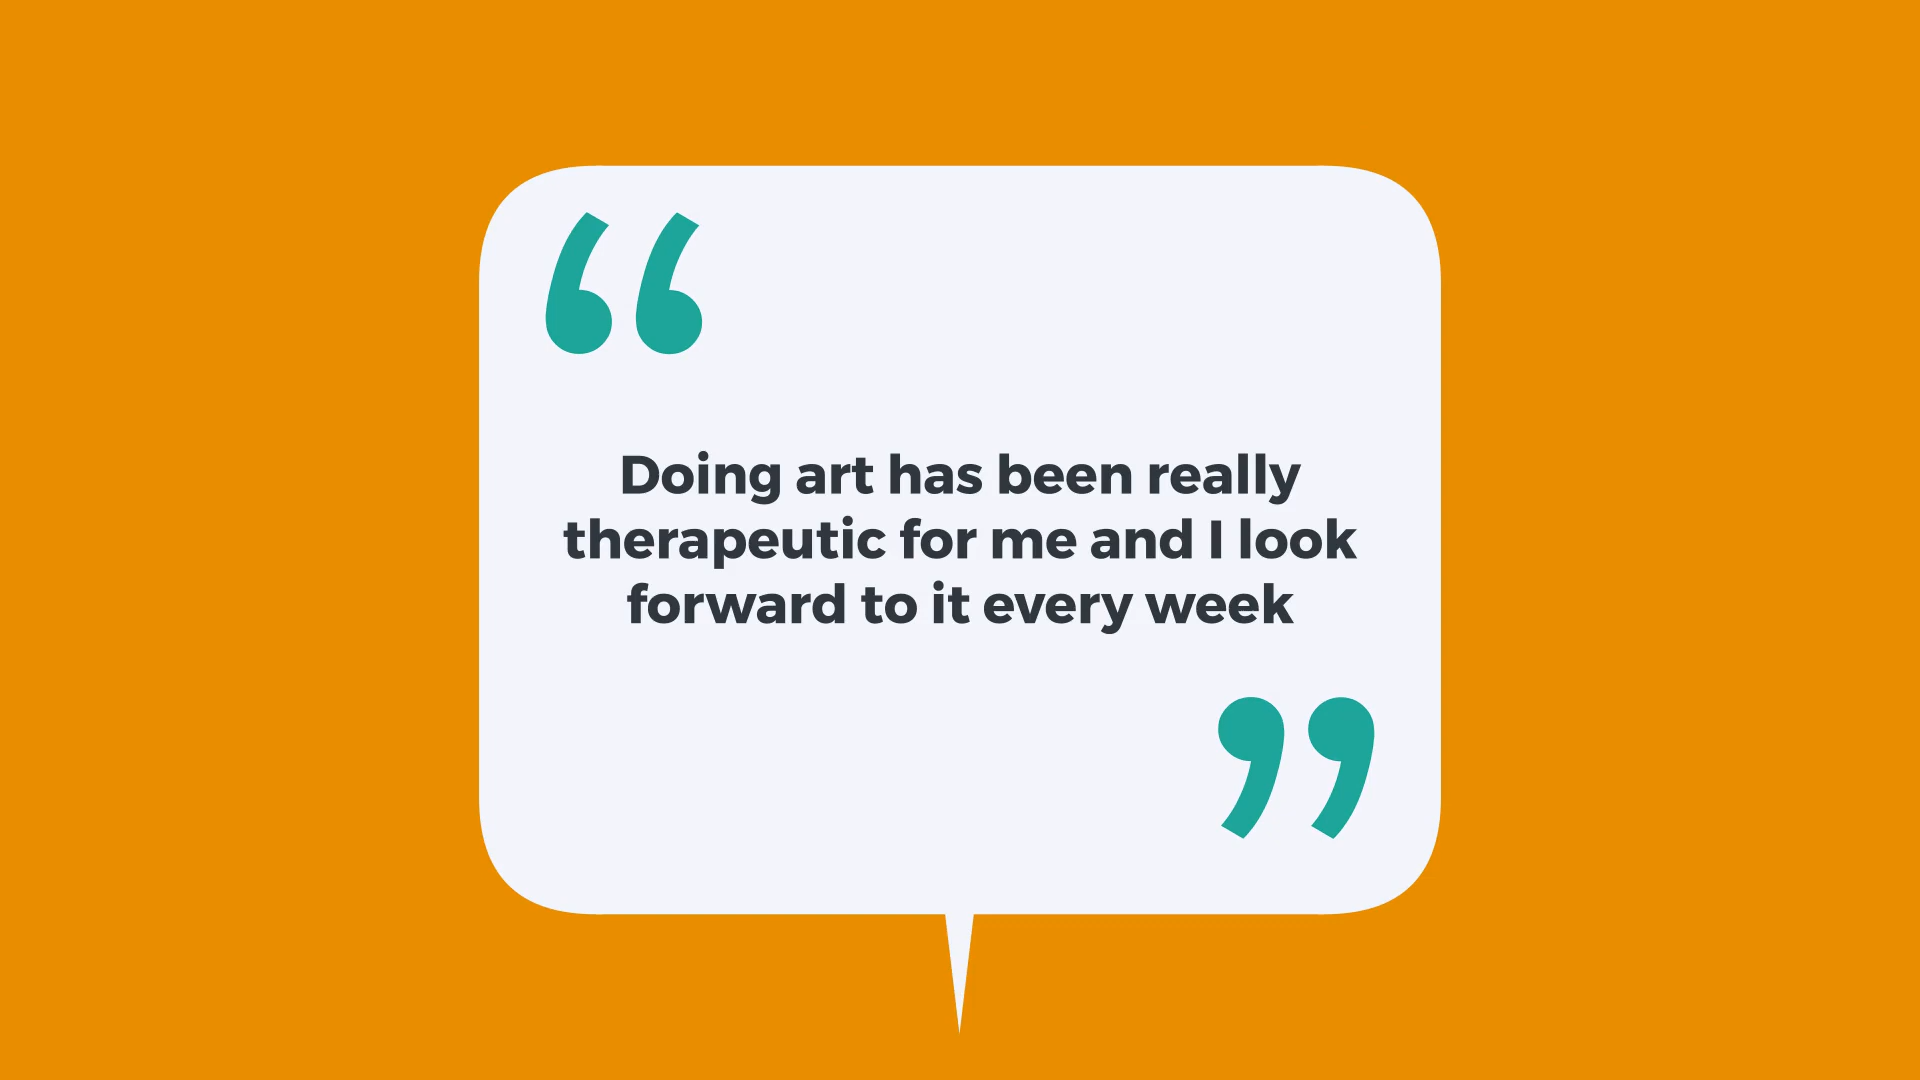 “
Doing art has been really
therapeutic for me and I look
forward to it every week
”